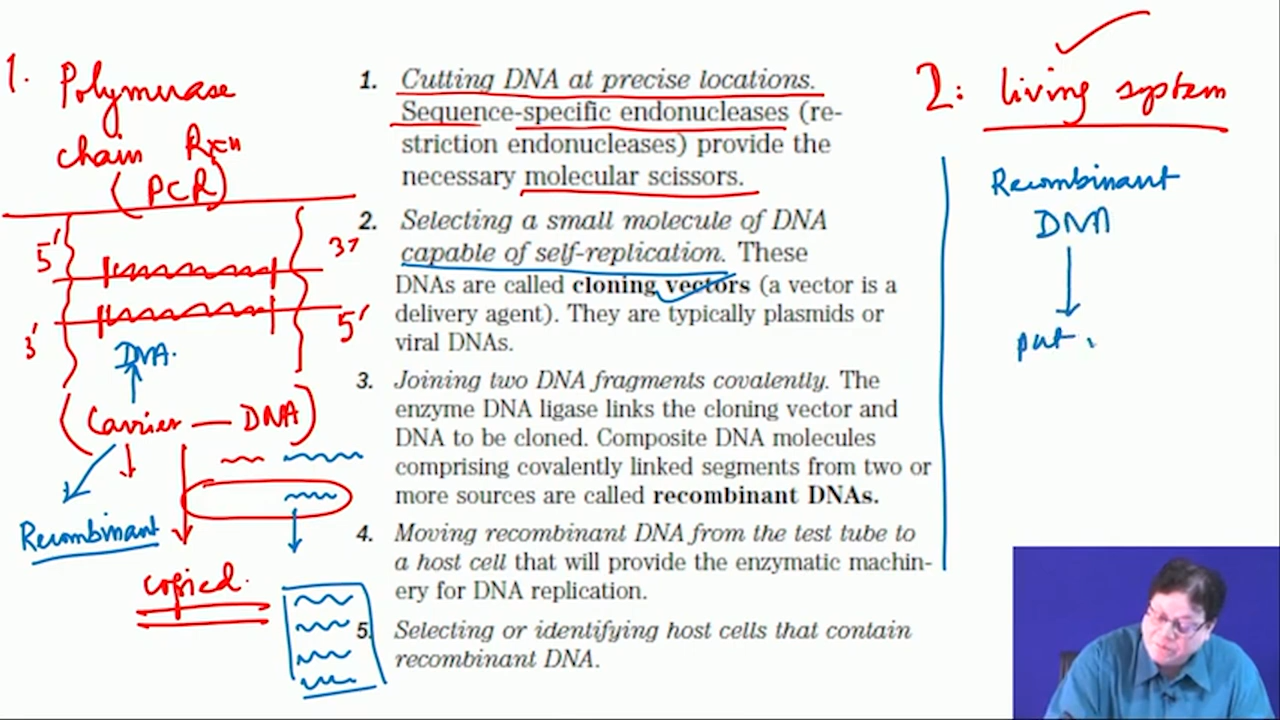 1. Polymerase
chain Rxn
(PCR)
5' 3'
3' 5'
DNA.
(Carrier — DNA)
Recombinant
copied.
1. Cutting DNA at precise locations.
Sequence-specific endonucleases (re-
striction endonucleases) provide the
necessary molecular scissors.
2. Selecting a small molecule of DNA
capable of self-replication. These
DNAs are called cloning vectors (a vector is a
delivery agent). They are typically plasmids or
viral DNAs.
3. Joining two DNA fragments covalently. The
enzyme DNA ligase links the cloning vector and
DNA to be cloned. Composite DNA molecules
comprising covalently linked segments from two or
more sources are called recombinant DNAs.
4. Moving recombinant DNA from the test tube to
a host cell that will provide the enzymatic machin-
ery for DNA replication.
5. Selecting or identifying host cells that contain
recombinant DNA.
2: living system
Recombinant
DNA
put